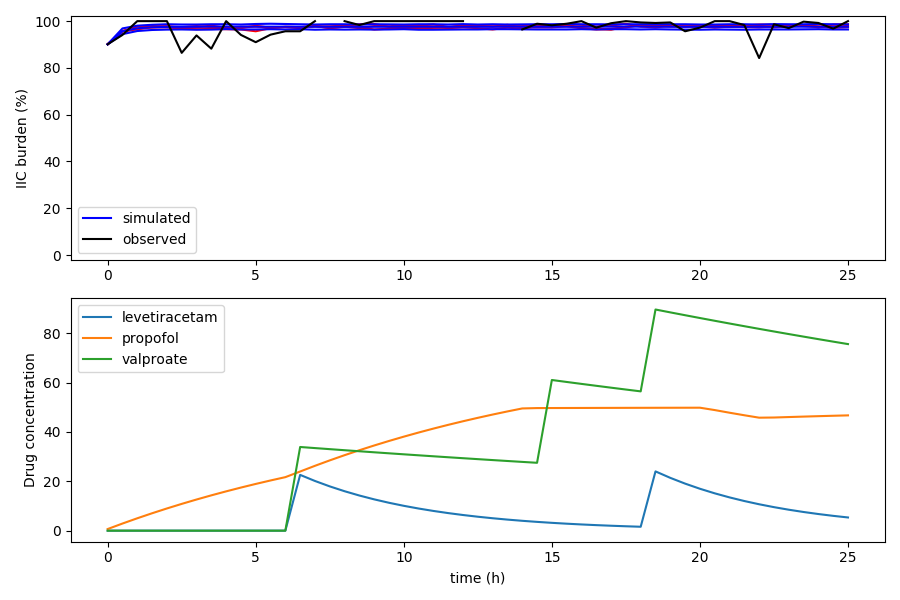 100
80
60
40
20
0
IIC burden (%)
simulated
observed
0 5 10 15 20 25
80
60
40
20
0
Drug concentration
levetiracetam
propofol
valproate
0 5 10 15 20 25
time (h)